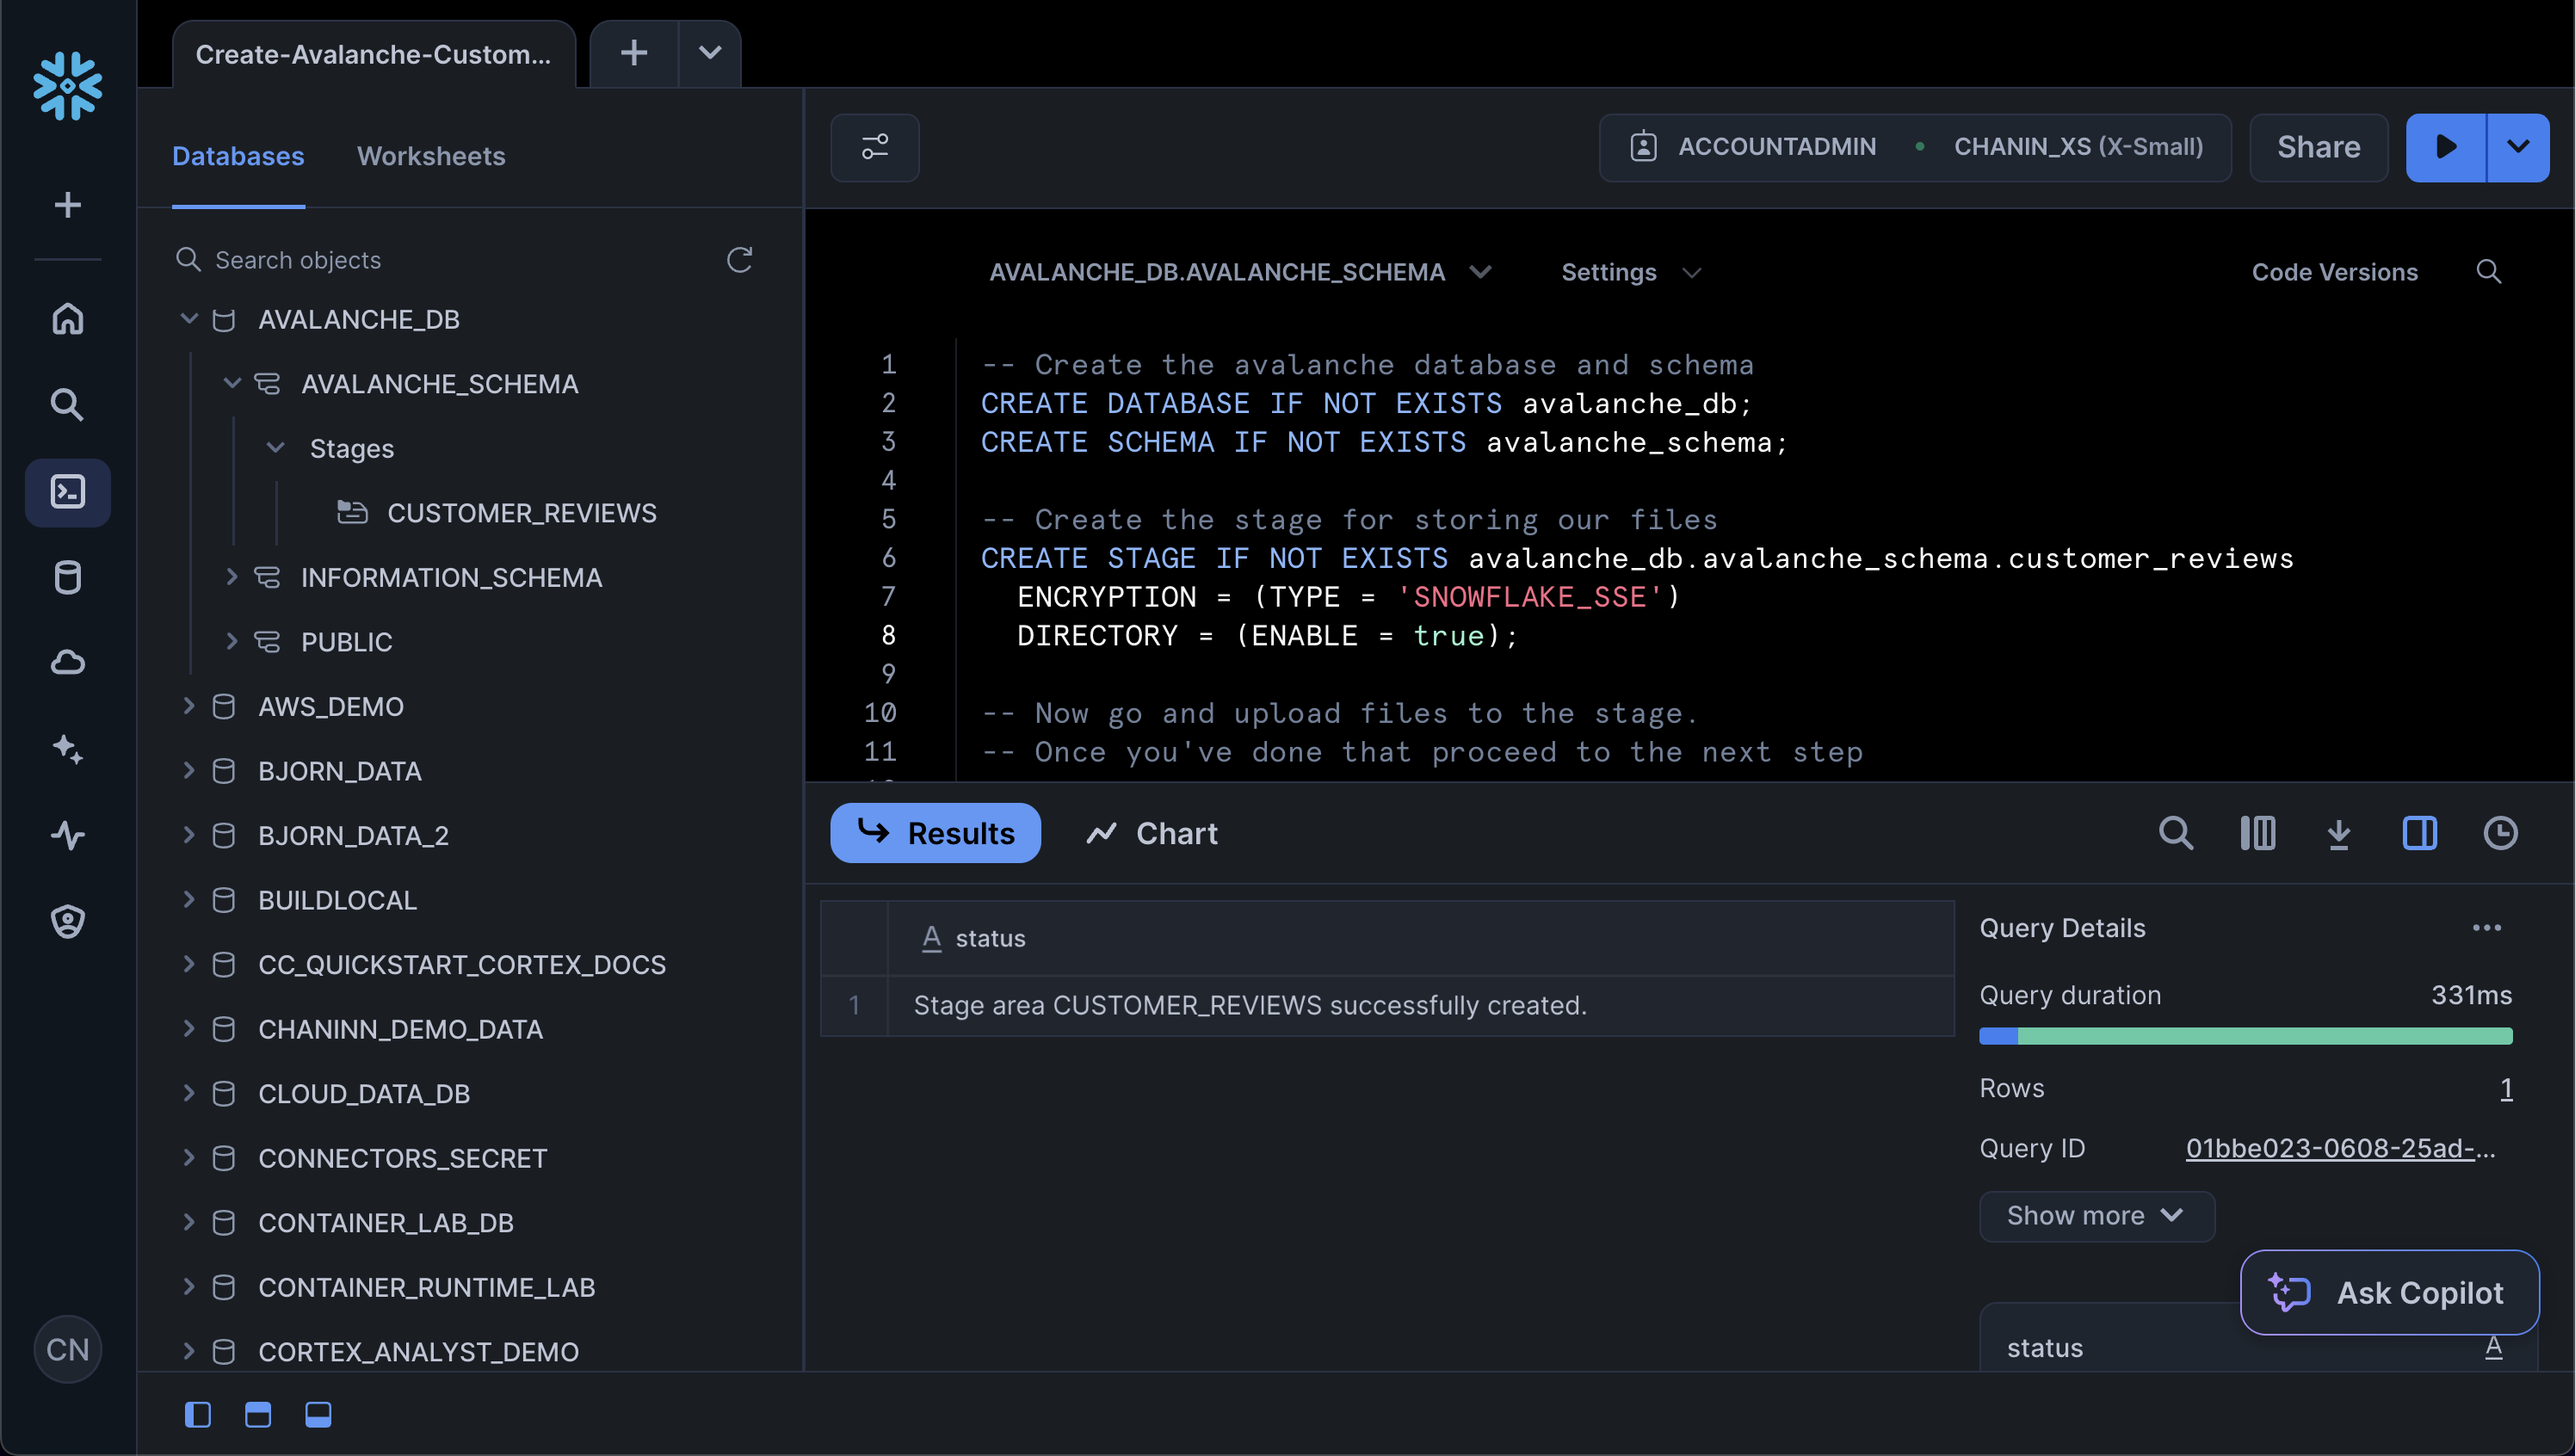 Create-Avalanche-Custom...
Databases
Worksheets
ACCOUNTADMIN
CHANIN_XS (X-Small)
Share
Search objects
AVALANCHE_DB
AVALANCHE_SCHEMA
Stages
CUSTOMER_REVIEWS
INFORMATION_SCHEMA
PUBLIC
AWS_DEMO
BJORN_DATA
BJORN_DATA_2
BUILDLOCAL
CC_QUICKSTART_CORTEX_DOCS
CHANINN_DEMO_DATA
CLOUD_DATA_DB
CONNECTORS_SECRET
CONTAINER_LAB_DB
CONTAINER_RUNTIME_LAB
CORTEX_ANALYST_DEMO
CN
AVALANCHE_DB.AVALANCHE_SCHEMA
Settings
Code Versions
1 -- Create the avalanche database and schema
2 CREATE DATABASE IF NOT EXISTS avalanche_db;
3 CREATE SCHEMA IF NOT EXISTS avalanche_schema;
4
5 -- Create the stage for storing our files
6 CREATE STAGE IF NOT EXISTS avalanche_db.avalanche_schema.customer_reviews
7 ENCRYPTION = (TYPE = 'SNOWFLAKE_SSE')
8 DIRECTORY = (ENABLE = true);
9
10 -- Now go and upload files to the stage.
11 -- Once you've done that proceed to the next step
Results
Chart
A status
1 Stage area CUSTOMER_REVIEWS successfully created.
Query Details
Query duration 331ms
Rows 1
Query ID 01bbe023-0608-25ad-...
Show more
Ask Copilot
status A